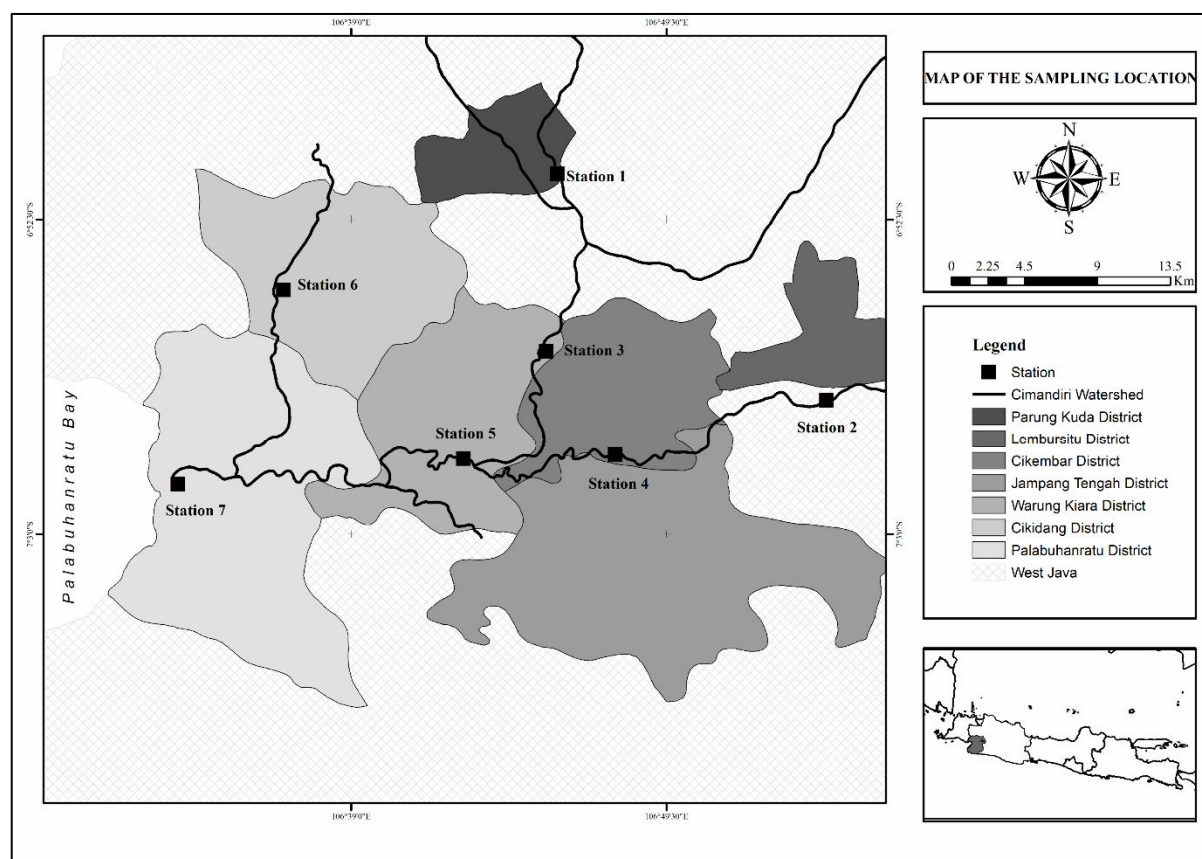 106°39'0"E
106°49'30"E
Station 1
6°52'30"S
6°52'30"S
Station 6
Station 3
Station 2
Station 5
Station 4
Station 7
Palabuhanratu Bay
7°3'0"S
7°3'0"S
106°39'0"E
106°49'30"E
MAP OF THE SAMPLING LOCATION
N
W
E
S
0 2.25 4.5 9 13.5
Km
Legend
Station
Cimandiri Watershed
Parung Kuda District
Lembursitu District
Cikembar District
Jampang Tengah District
Warung Kiara District
Cikidang District
Palabuhanratu District
West Java